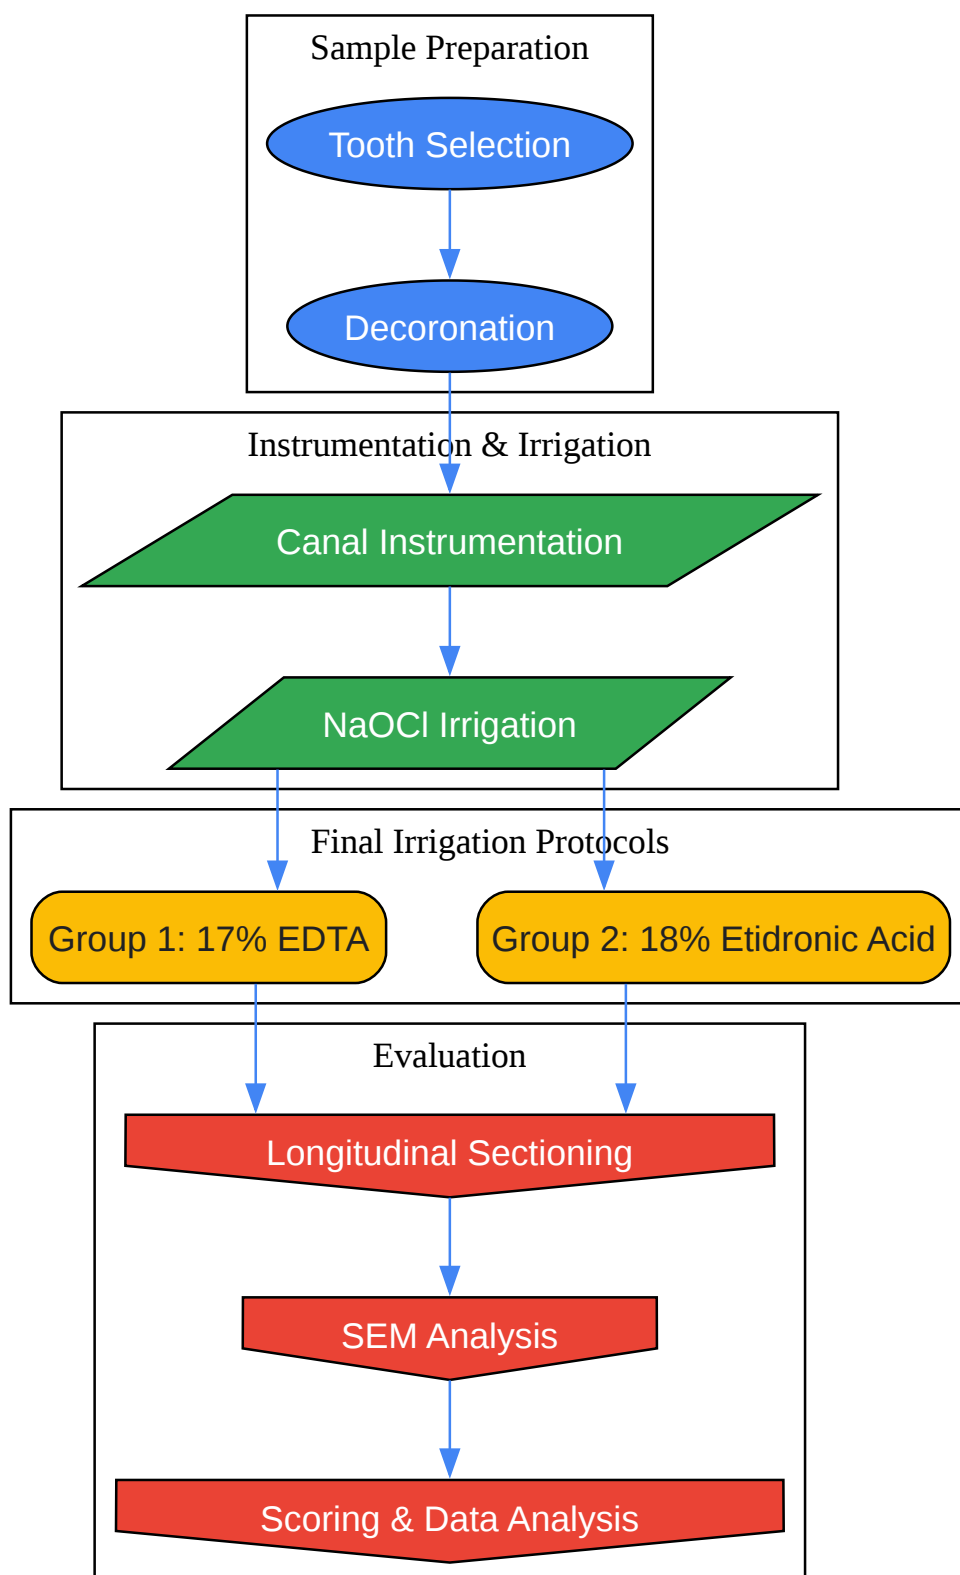 Sample Preparation
Tooth Selection
Decoronation
Instrumentation & Irrigation
Canal Instrumentation
NaOCl Irrigation
Final Irrigation Protocols
Group 1: 17% EDTA
Group 2: 18% Etidronic Acid
Evaluation
Longitudinal Sectioning
SEM Analysis
Scoring & Data Analysis